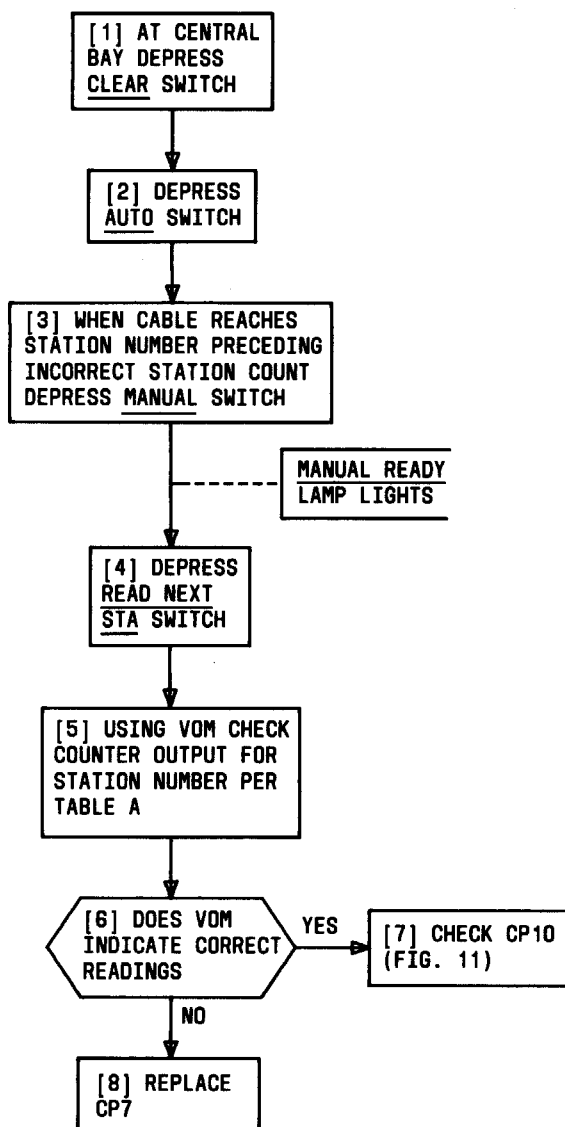 [1] AT CENTRAL
BAY DEPRESS
CLEAR SWITCH
[2] DEPRESS
AUTO SWITCH
[3] WHEN CABLE REACHES
STATION NUMBER PRECEDING
INCORRECT STATION COUNT
DEPRESS MANUAL SWITCH
MANUAL READY
LAMP LIGHTS
[4] DEPRESS
READ NEXT
STA SWITCH
[5] USING VOM CHECK
COUNTER OUTPUT FOR
STATION NUMBER PER
TABLE A
[6] DOES VOM
INDICATE CORRECT
READINGS
YES
[7] CHECK CP10
(FIG. 11)
NO
[8] REPLACE
CP7